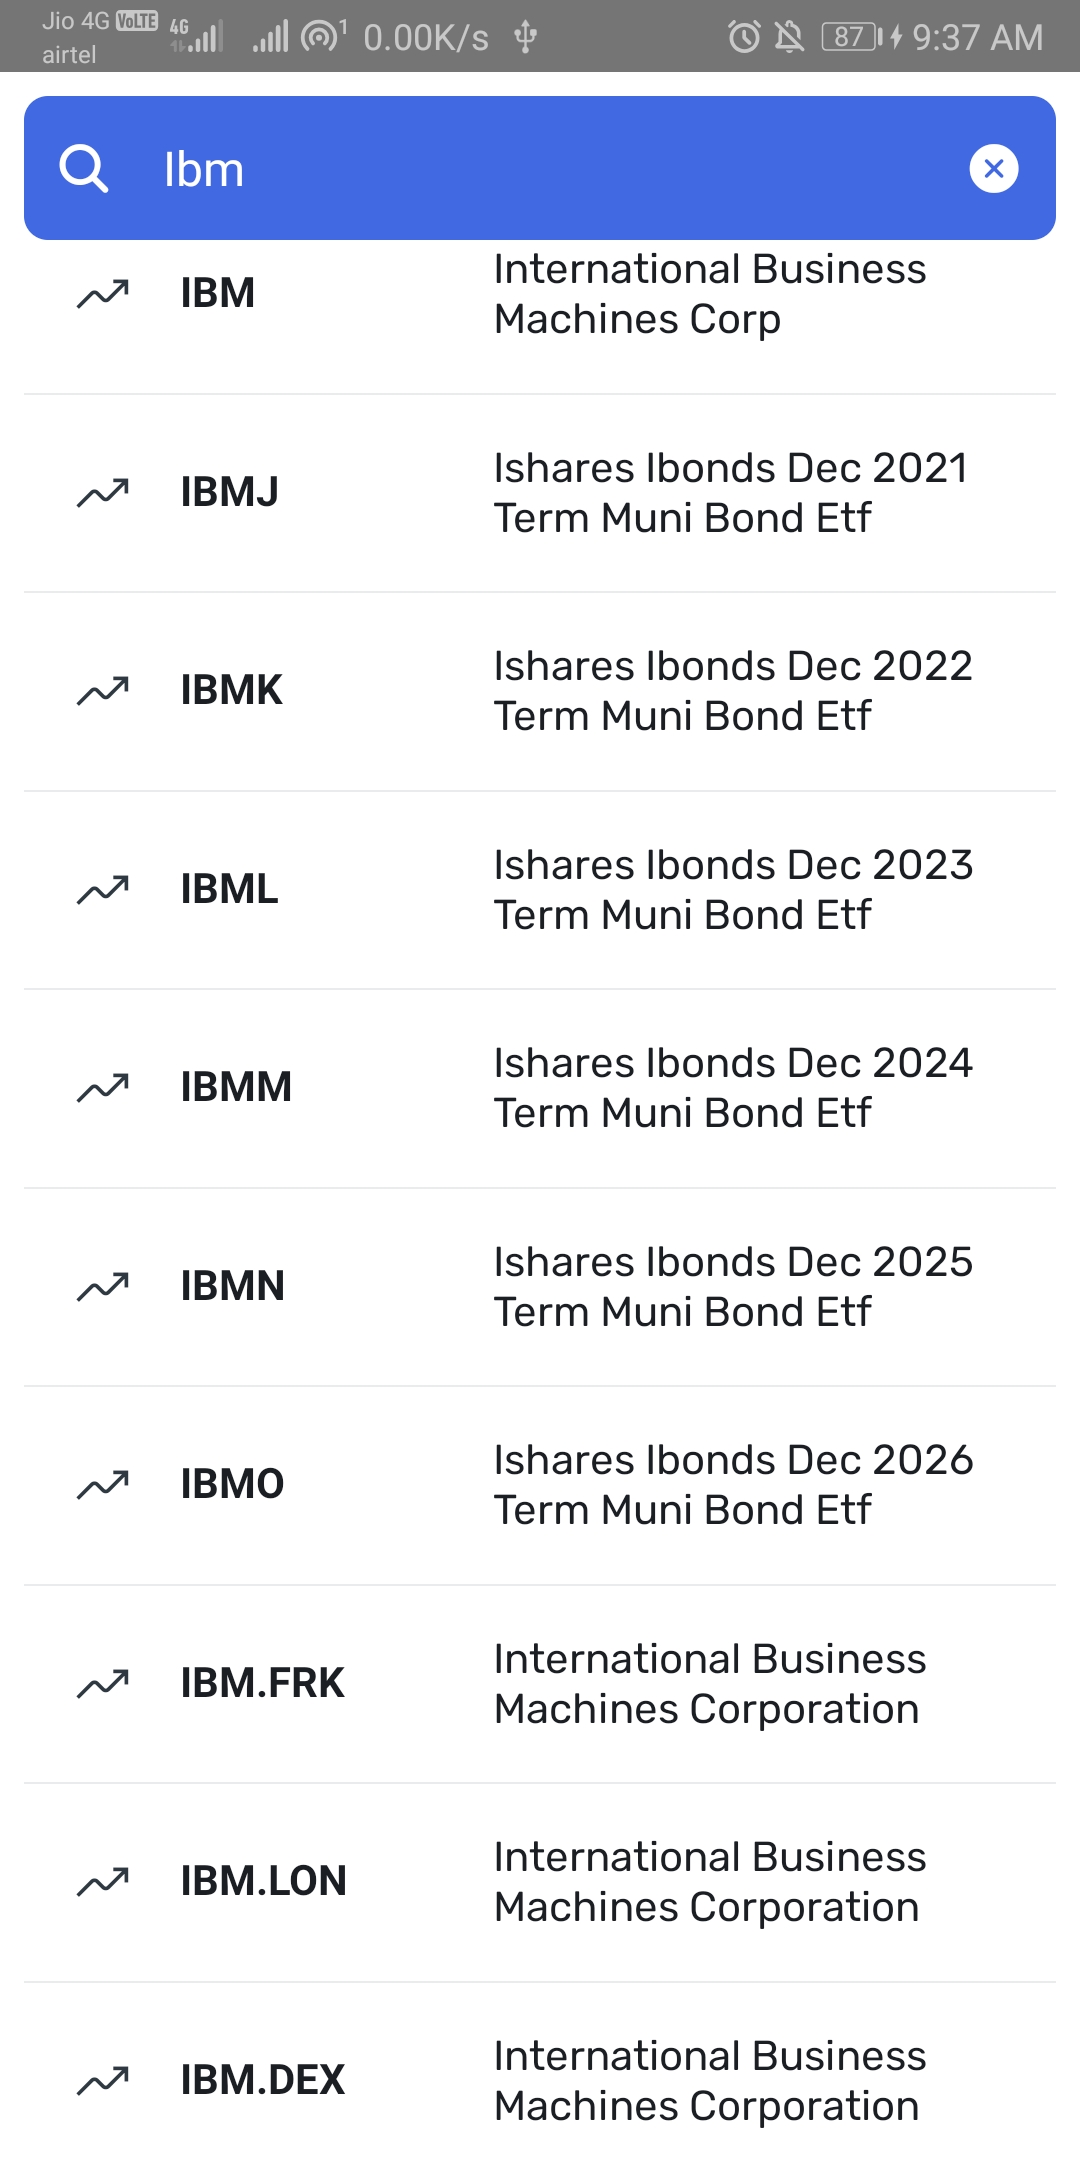 Jio 4G VoLTE 4G 1 0.00K/s 87 9:37 AM
airtel
Ibm
IBM International Business
Machines Corp
IBMJ Ishares Ibonds Dec 2021
Term Muni Bond Etf
IBMK Ishares Ibonds Dec 2022
Term Muni Bond Etf
IBML Ishares Ibonds Dec 2023
Term Muni Bond Etf
IBMM Ishares Ibonds Dec 2024
Term Muni Bond Etf
IBMN Ishares Ibonds Dec 2025
Term Muni Bond Etf
IBMO Ishares Ibonds Dec 2026
Term Muni Bond Etf
IBM.FRK International Business
Machines Corporation
IBM.LON International Business
Machines Corporation
IBM.DEX International Business
Machines Corporation